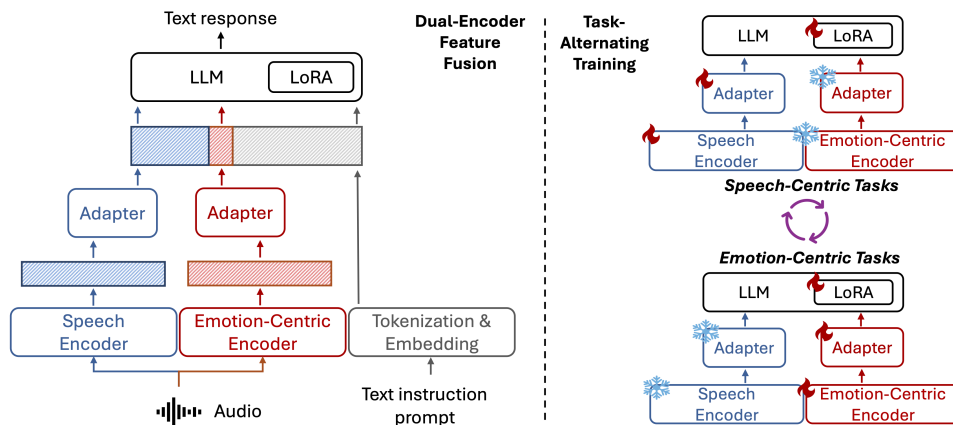 Text response
Dual-Encoder
Feature
Fusion
LLM
LoRA
Adapter
Adapter
Speech
Encoder
Emotion-Centric
Encoder
Tokenization &
Embedding
Audio
Text instruction
prompt
Task-
Alternating
Training
LLM
LoRA
Adapter
Adapter
Speech
Encoder
Emotion-Centric
Encoder
Speech-Centric Tasks
Emotion-Centric Tasks
LLM
LoRA
Adapter
Adapter
Speech
Encoder
Emotion-Centric
Encoder